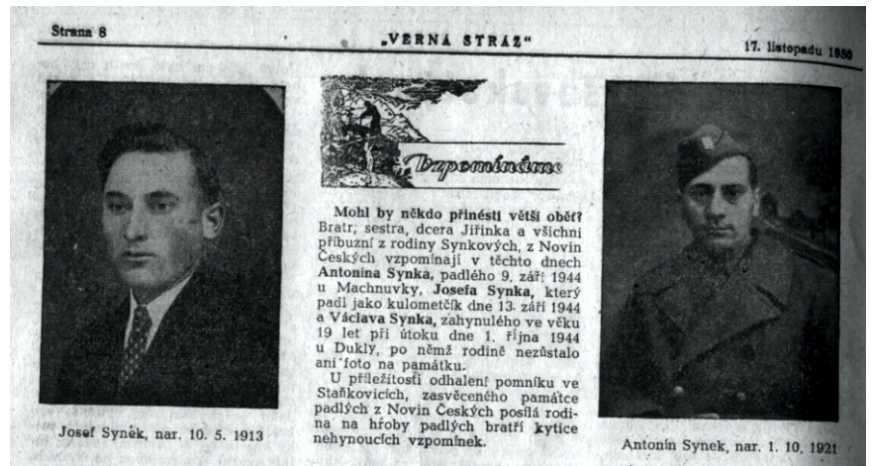 Strana 8
„VERNÁ STRÁŽ“
17. listopadu 1950
Vzpomínáme
Mohl by někdo přinésti větší oběť?
Bratr, sestra, dcera Jiřinka a všichni
příbuzní z rodiny Synkových, z Novin
Českých vzpomínají v těchto dnech
Antonína Synka, padlého 9. září 1944
u Machnuvky, Josefa Synka, který
padl jako kulometčík dne 13. září 1944
a Václava Synka, zahynulého ve věku
19 let při útoku dne 1. října 1944
u Dukly, po němž rodině nezůstalo
ani foto na památku.
U příležitosti odhalení pomníku ve
Staňkovicích, zasvěceného památce
padlých z Novin Českých posílá rodi-
na na hroby padlých bratří kytice
nehynoucích vzpomínek.
Josef Synek, nar. 10. 5. 1913
Antonín Synek, nar. 1. 10. 1921